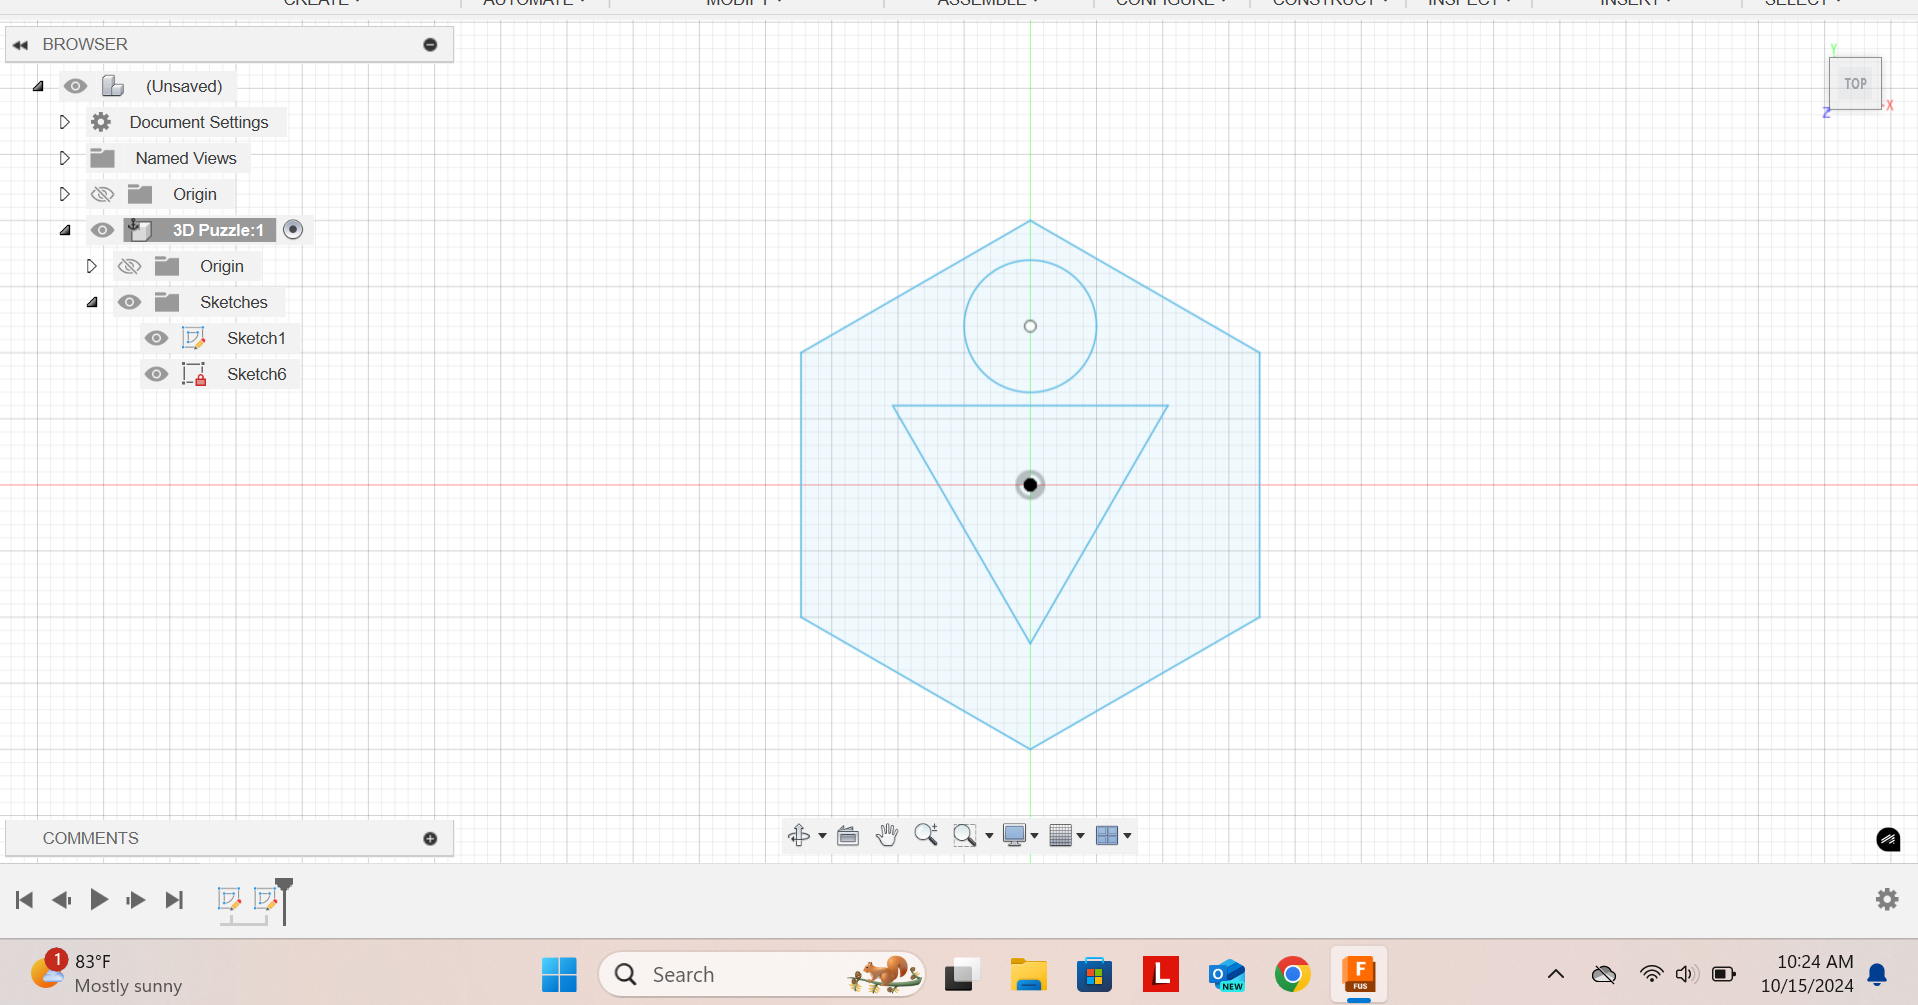 CREATE AUTOMATE MODIFY ASSEMBLE CONFIGURE CONSTRUCT INSPECT INSERT SELECT
BROWSER
(Unsaved)
Document Settings
Named Views
Origin
3D Puzzle:1
Origin
Sketches
Sketch1
Sketch6
Y
TOP
X
Z
COMMENTS
1
83°F
Mostly sunny
Search
L
O
NEW
F
FUS
10:24 AM
10/15/2024